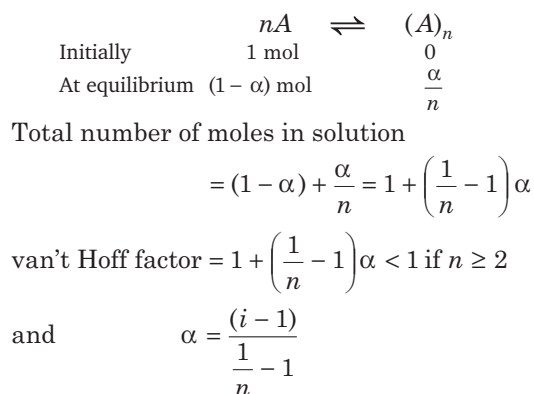 nA ⇌ (A)ₙ
Initially 1 mol 0
At equilibrium (1 – α) mol α/n
Total number of moles in solution
= (1 – α) + α/n = 1 + (1/n – 1) α
van't Hoff factor = 1 + (1/n – 1) α < 1 if n ≥ 2
and α = (i – 1) / (1/n – 1)